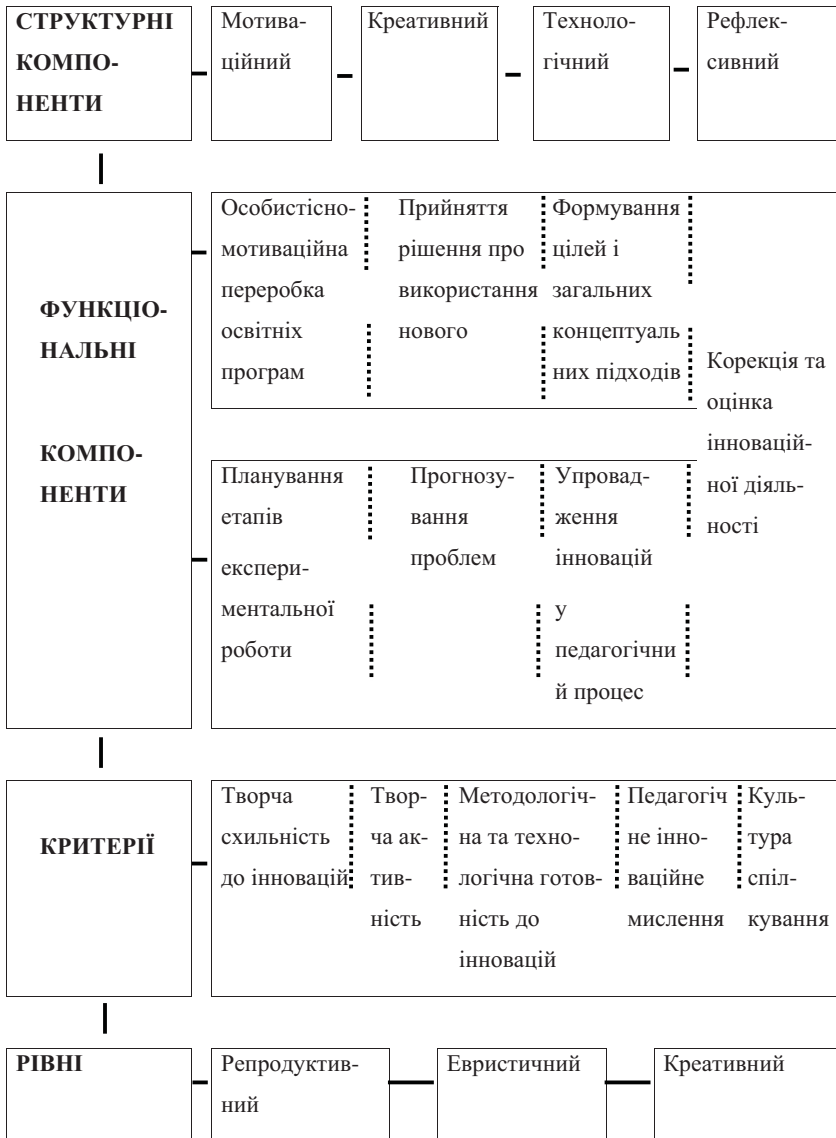 СТРУКТУРНІ
КОМПО-
НЕНТИ
Мотива-
ційний
Креативний
Техноло-
гічний
Рефлек-
сивний
ФУНКЦІО-
НАЛЬНІ
КОМПО-
НЕНТИ
Особистісно-
мотиваційна
переробка
освітніх
програм
Прийняття
рішення про
використання
нового
Формування
цілей і
загальних
концептуаль
них підходів
Планування
етапів
експери-
ментальної
роботи
Прогнозу-
вання
проблем
Упровад-
ження
інновацій
у
педагогічни
й процес
Корекція та
оцінка
інновацій-
ної діяль-
ності
КРИТЕРІЇ
Творча
схильність
до інновацій
Твор-
ча ак-
тив-
ність
Методологіч-
на та техно-
логічна готов-
ність до
інновацій
Педагогіч
не інно-
ваційне
мислення
Куль-
тура
спіл-
кування
РІВНІ
Репродуктив-
ний
Евристичний
Креативний